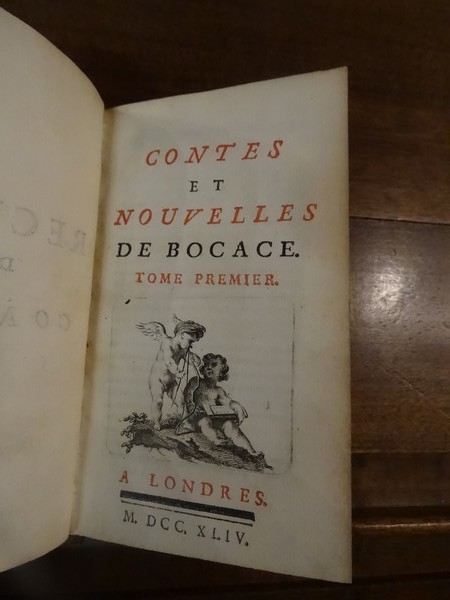 CONTES
ET
NOUVELLES
DE BOCACE.
TOME PREMIER.
A LONDRES.
M. DCC. XLIV.